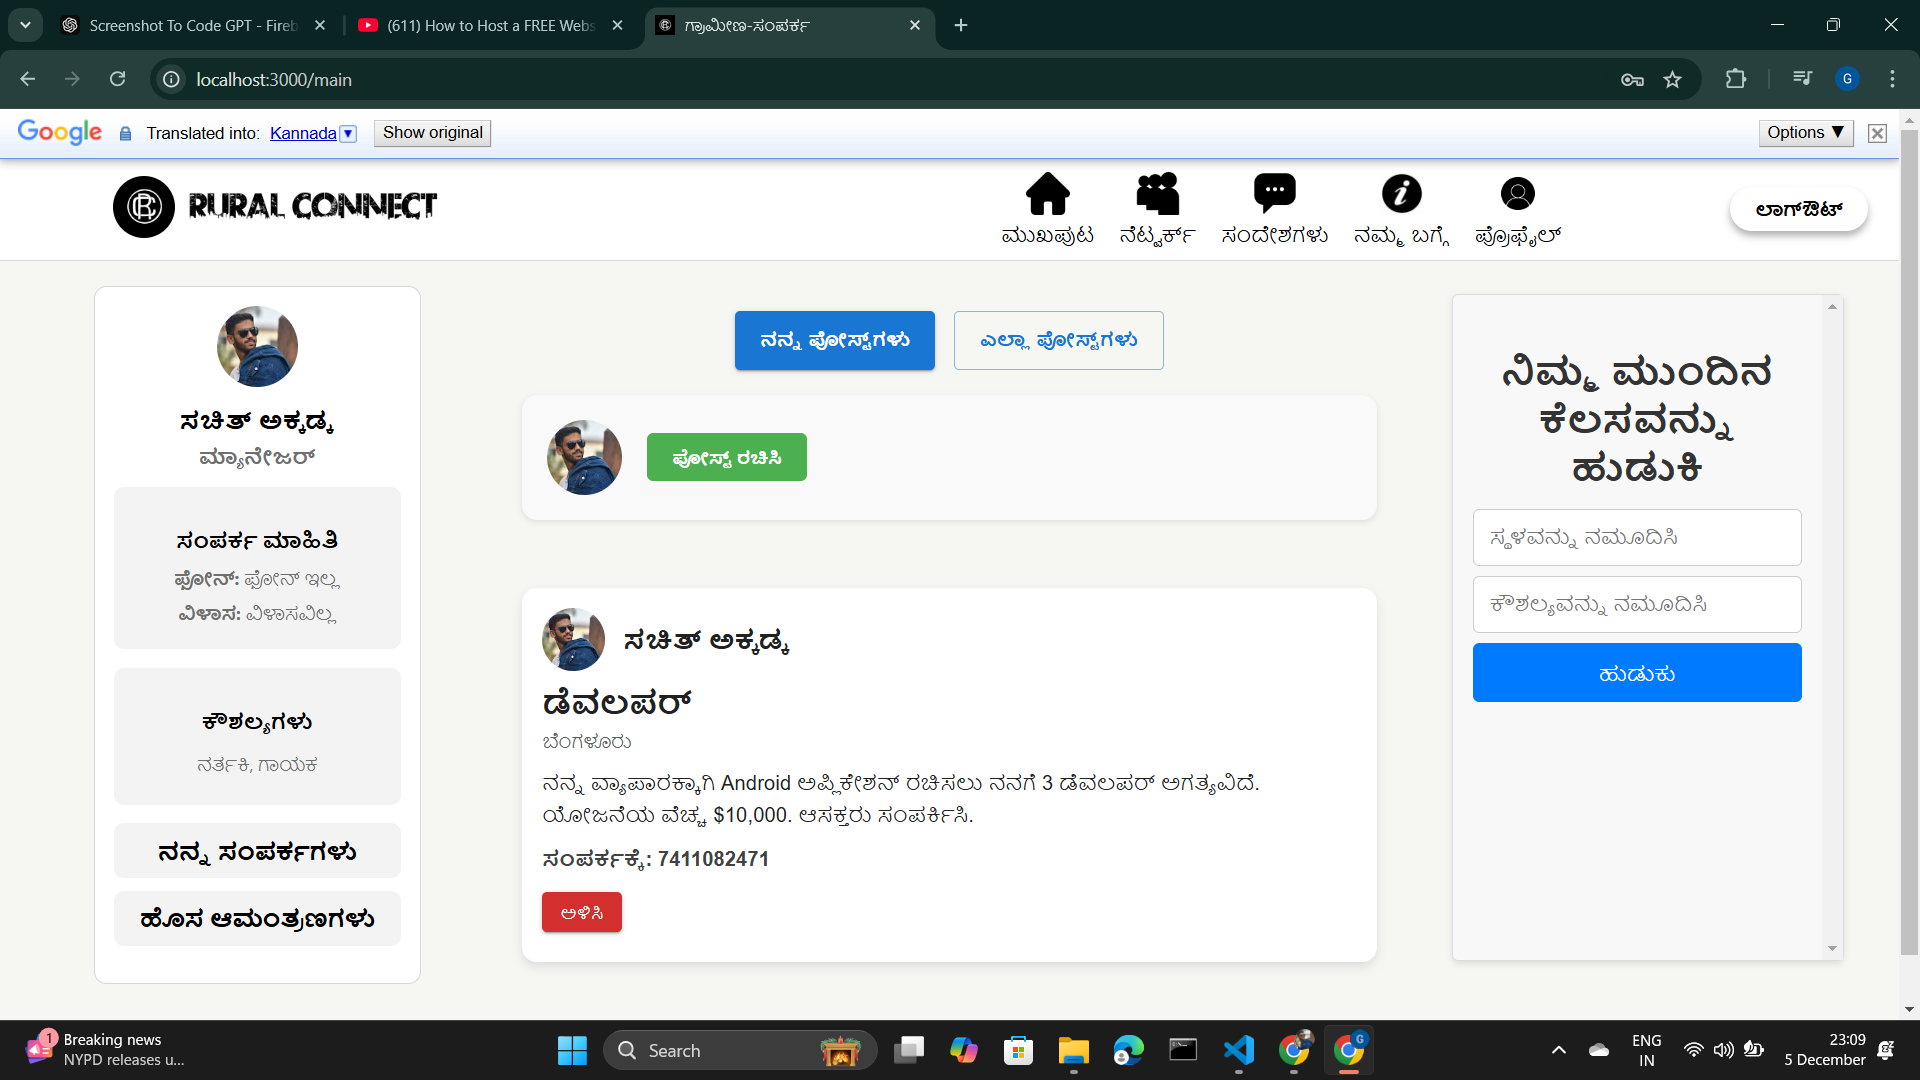 Screenshot To Code GPT - Fireb
(611) How to Host a FREE Webs
ಗ್ರಾಮೀಣ-ಸಂಪರ್ಕ
localhost:3000/main
G
Google Translated into: Kannada Show original
Options ▼
RURAL CONNECT
ಮುಖಪುಟ
ನೆಟ್ವರ್ಕ್
ಸಂದೇಶಗಳು
ನಮ್ಮ ಬಗ್ಗೆ
ಪ್ರೊಫೈಲ್
ಲಾಗ್ಔಟ್
ಸಚಿತ್ ಅಕ್ಕಡ್ಕ
ಮ್ಯಾನೇಜರ್
ಸಂಪರ್ಕ ಮಾಹಿತಿ
ಫೋನ್: ಫೋನ್ ಇಲ್ಲ
ವಿಳಾಸ: ವಿಳಾಸವಿಲ್ಲ
ಕೌಶಲ್ಯಗಳು
ನರ್ತಕಿ, ಗಾಯಕ
ನನ್ನ ಸಂಪರ್ಕಗಳು
ಹೊಸ ಆಮಂತ್ರಣಗಳು
ನನ್ನ ಪೋಸ್ಟ್‌ಗಳು
ಎಲ್ಲಾ ಪೋಸ್ಟ್‌ಗಳು
ಪೋಸ್ಟ್ ರಚಿಸಿ
ಸಚಿತ್ ಅಕ್ಕಡ್ಕ
ಡೆವಲಪರ್
ಬೆಂಗಳೂರು
ನನ್ನ ವ್ಯಾಪಾರಕ್ಕಾಗಿ Android ಅಪ್ಲಿಕೇಶನ್ ರಚಿಸಲು ನನಗೆ 3 ಡೆವಲಪರ್ ಅಗತ್ಯವಿದೆ.
ಯೋಜನೆಯ ವೆಚ್ಚ $10,000. ಆಸಕ್ತರು ಸಂಪರ್ಕಿಸಿ.
ಸಂಪರ್ಕಕ್ಕೆ: 7411082471
ಅಳಿಸಿ
ನಿಮ್ಮ ಮುಂದಿನ
ಕೆಲಸವನ್ನು
ಹುಡುಕಿ
ಸ್ಥಳವನ್ನು ನಮೂದಿಸಿ
ಕೌಶಲ್ಯವನ್ನು ನಮೂದಿಸಿ
ಹುಡುಕು
1
Breaking news
NYPD releases u...
Search
G
ENG
IN
23:09
5 December